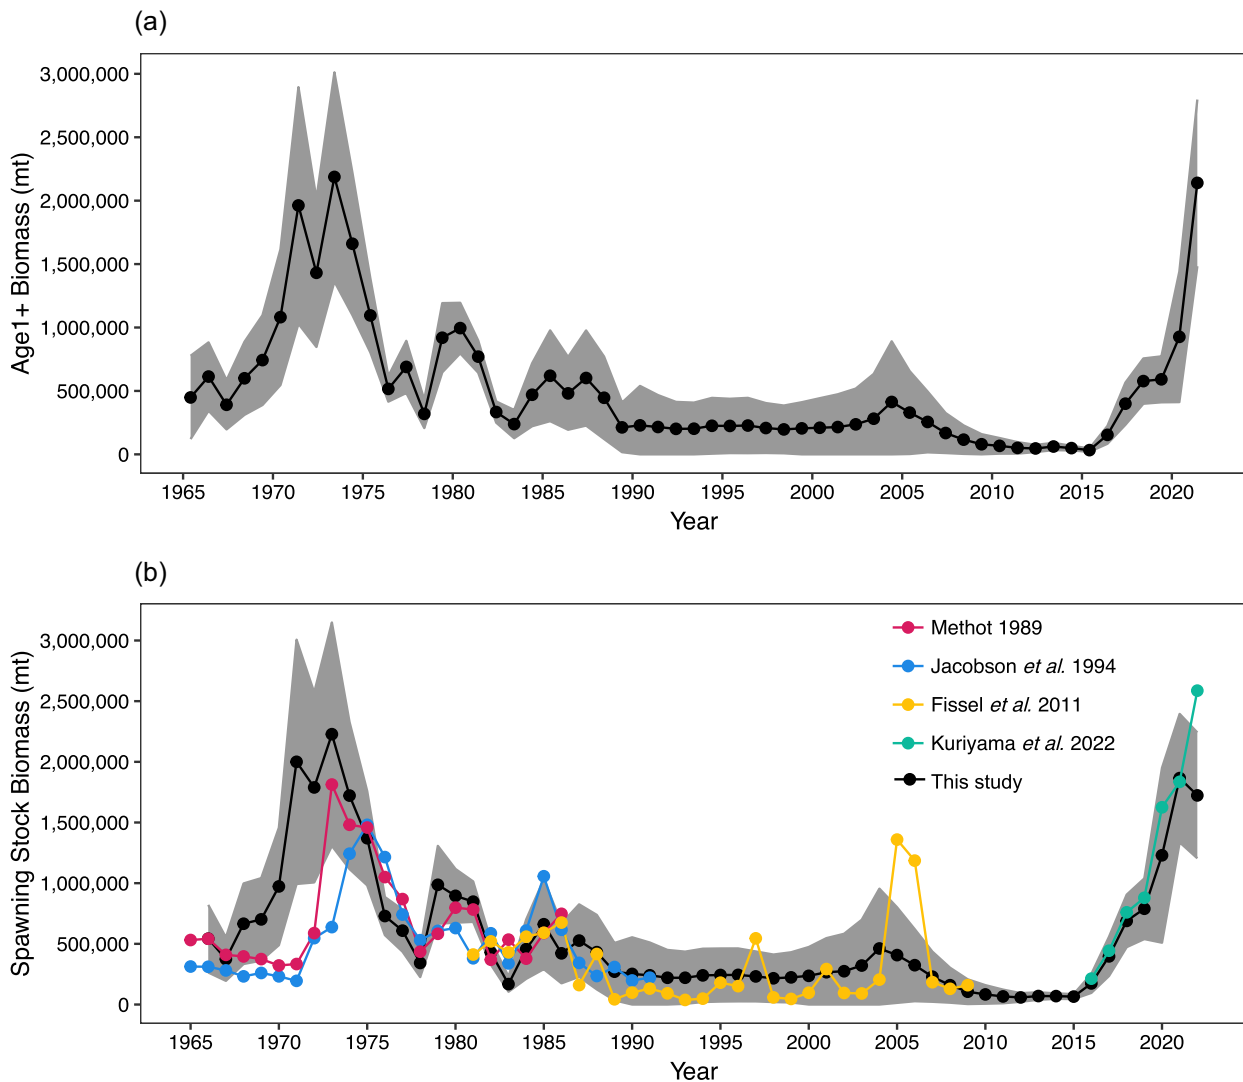 (a)
Age1+ Biomass (mt)
3,000,000
2,500,000
2,000,000
1,500,000
1,000,000
500,000
0
1965 1970 1975 1980 1985 1990 1995 2000 2005 2010 2015 2020
Year
(b)
Spawning Stock Biomass (mt)
3,000,000
2,500,000
2,000,000
1,500,000
1,000,000
500,000
0
Methot 1989
Jacobson et al. 1994
Fissel et al. 2011
Kuriyama et al. 2022
This study
1965 1970 1975 1980 1985 1990 1995 2000 2005 2010 2015 2020
Year